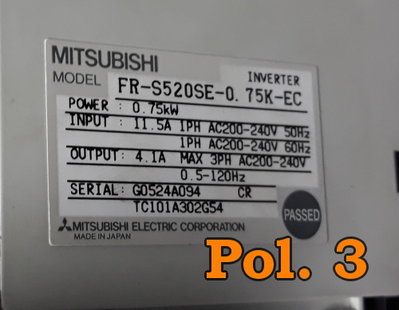 MITSUBISHI
INVERTER
MODEL FR-S520SE-0.75K-EC
POWER : 0.75kW
INPUT : 11.5A 1PH AC200-240V 50Hz
1PH AC200-240V 60Hz
OUTPUT: 4.1A MAX 3PH AC200-240V
0.5-120Hz
SERIAL: G0524A094 CR
TC101A302G54
PASSED
MITSUBISHI ELECTRIC CORPORATION
MADE IN JAPAN
Pol. 3